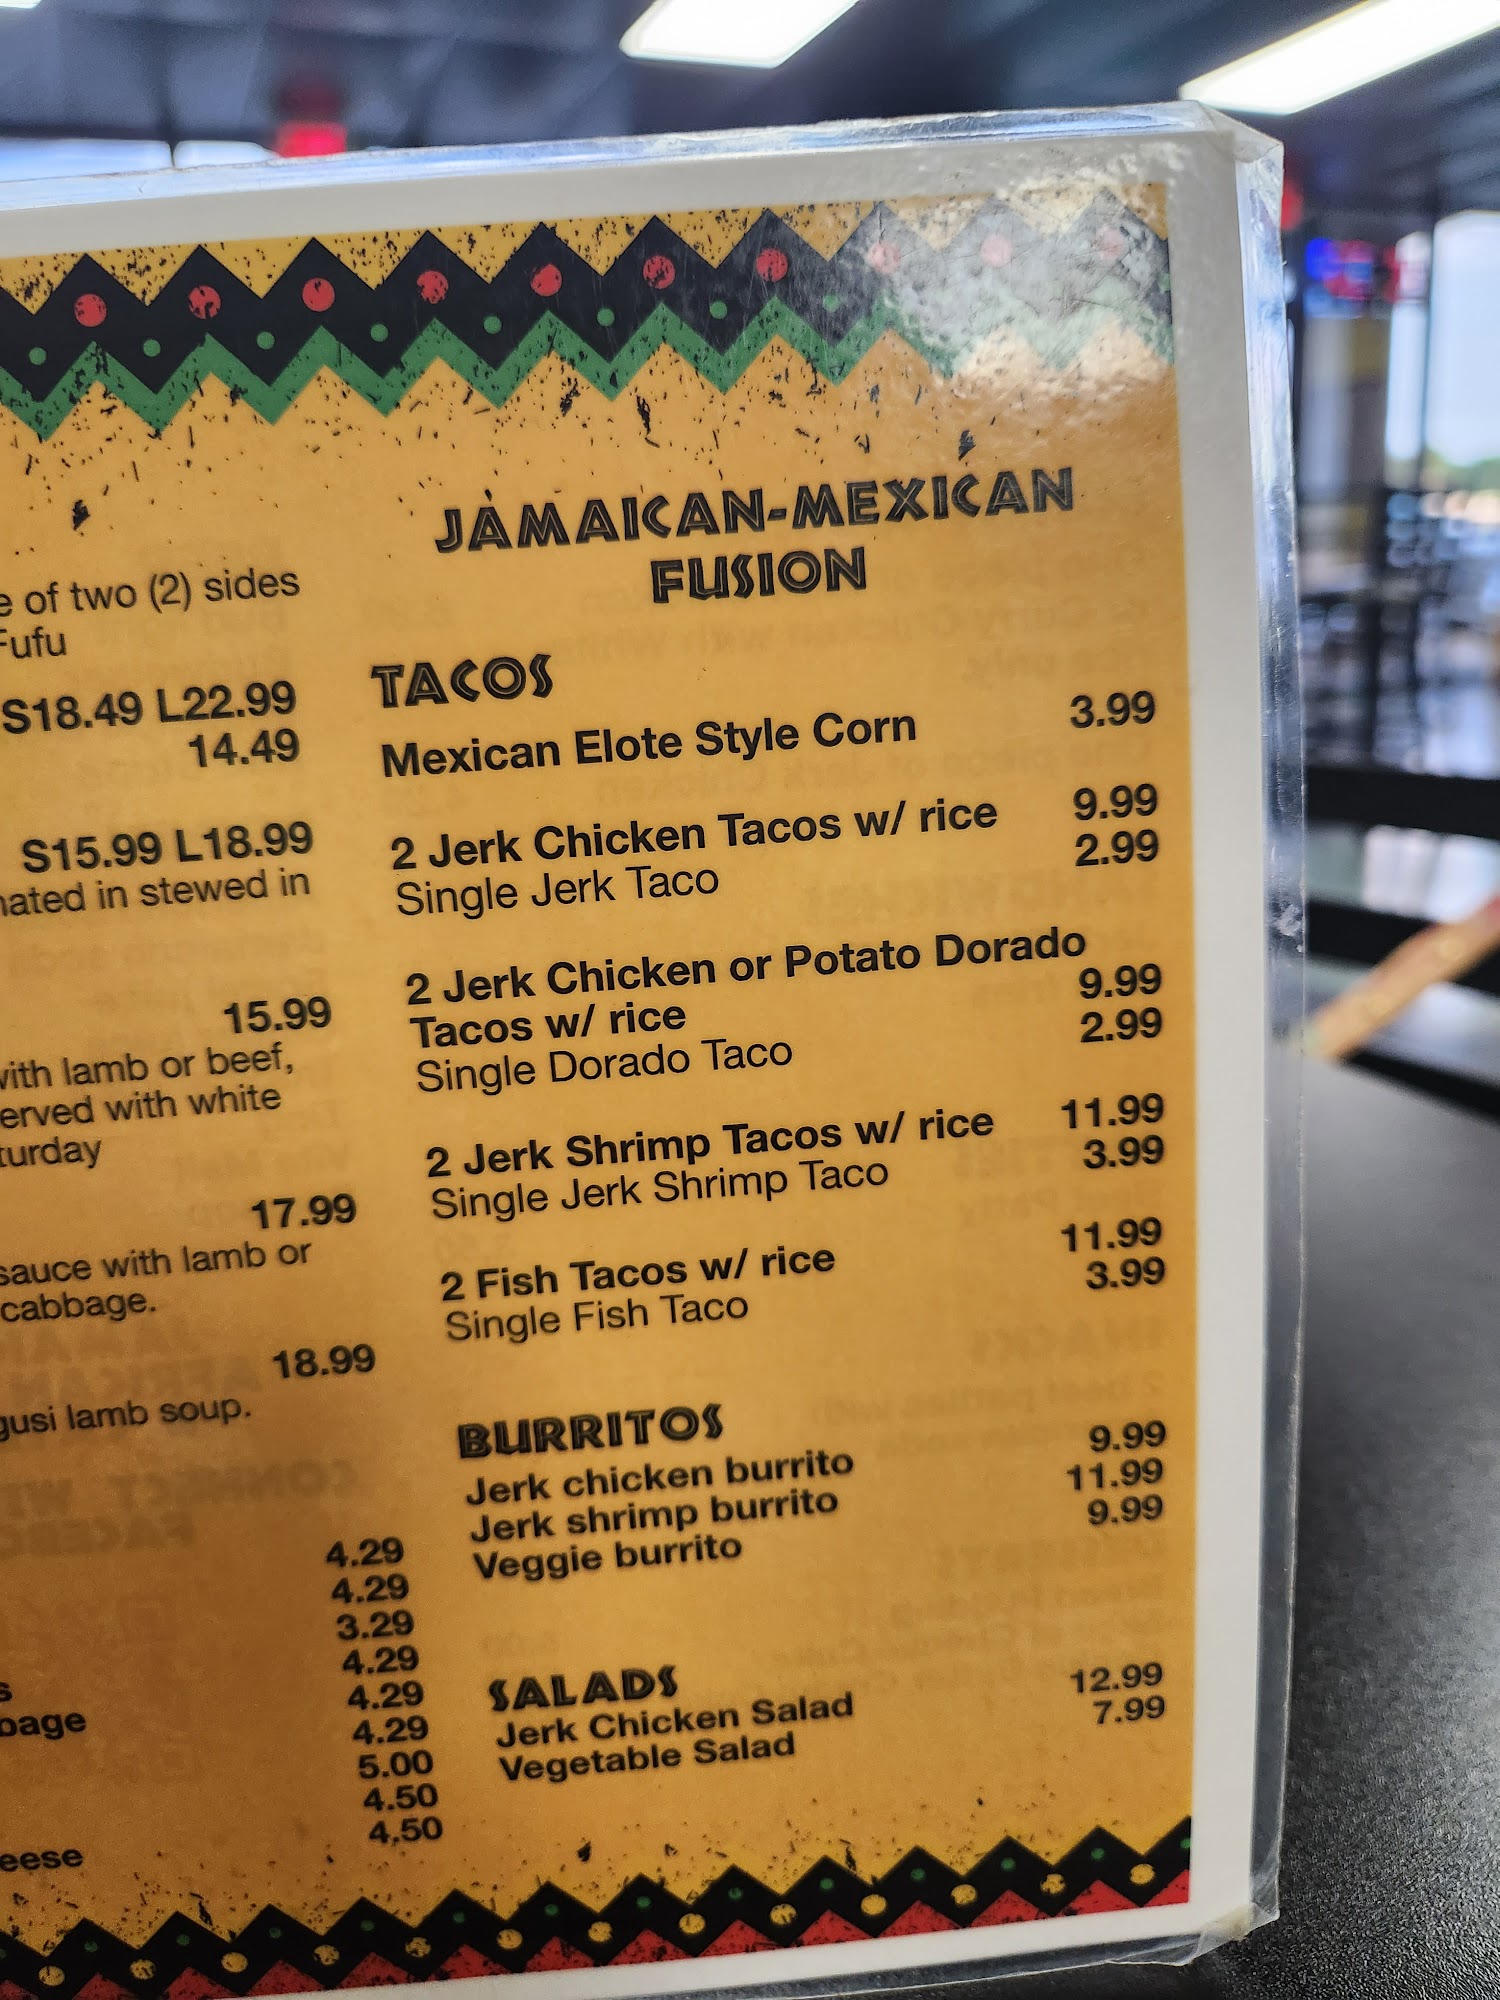 e of two (2) sides
Fufu
S18.49 L22.99
14.49
S15.99 L18.99
nated in stewed in
15.99
with lamb or beef,
erved with white
turday
17.99
sauce with lamb or
cabbage.
18.99
gusi lamb soup.
4.29
4.29
3.29
4.29
s 4.29
bage 4.29
5.00
4.50
4,50
eese
JAMAICAN-MEXICAN
FUSION
TACOS
Mexican Elote Style Corn 3.99
2 Jerk Chicken Tacos w/ rice 9.99
Single Jerk Taco 2.99
2 Jerk Chicken or Potato Dorado
Tacos w/ rice 9.99
Single Dorado Taco 2.99
2 Jerk Shrimp Tacos w/ rice 11.99
Single Jerk Shrimp Taco 3.99
2 Fish Tacos w/ rice 11.99
Single Fish Taco 3.99
BURRITOS
Jerk chicken burrito 9.99
Jerk shrimp burrito 11.99
Veggie burrito 9.99
SALADS
Jerk Chicken Salad 12.99
Vegetable Salad 7.99